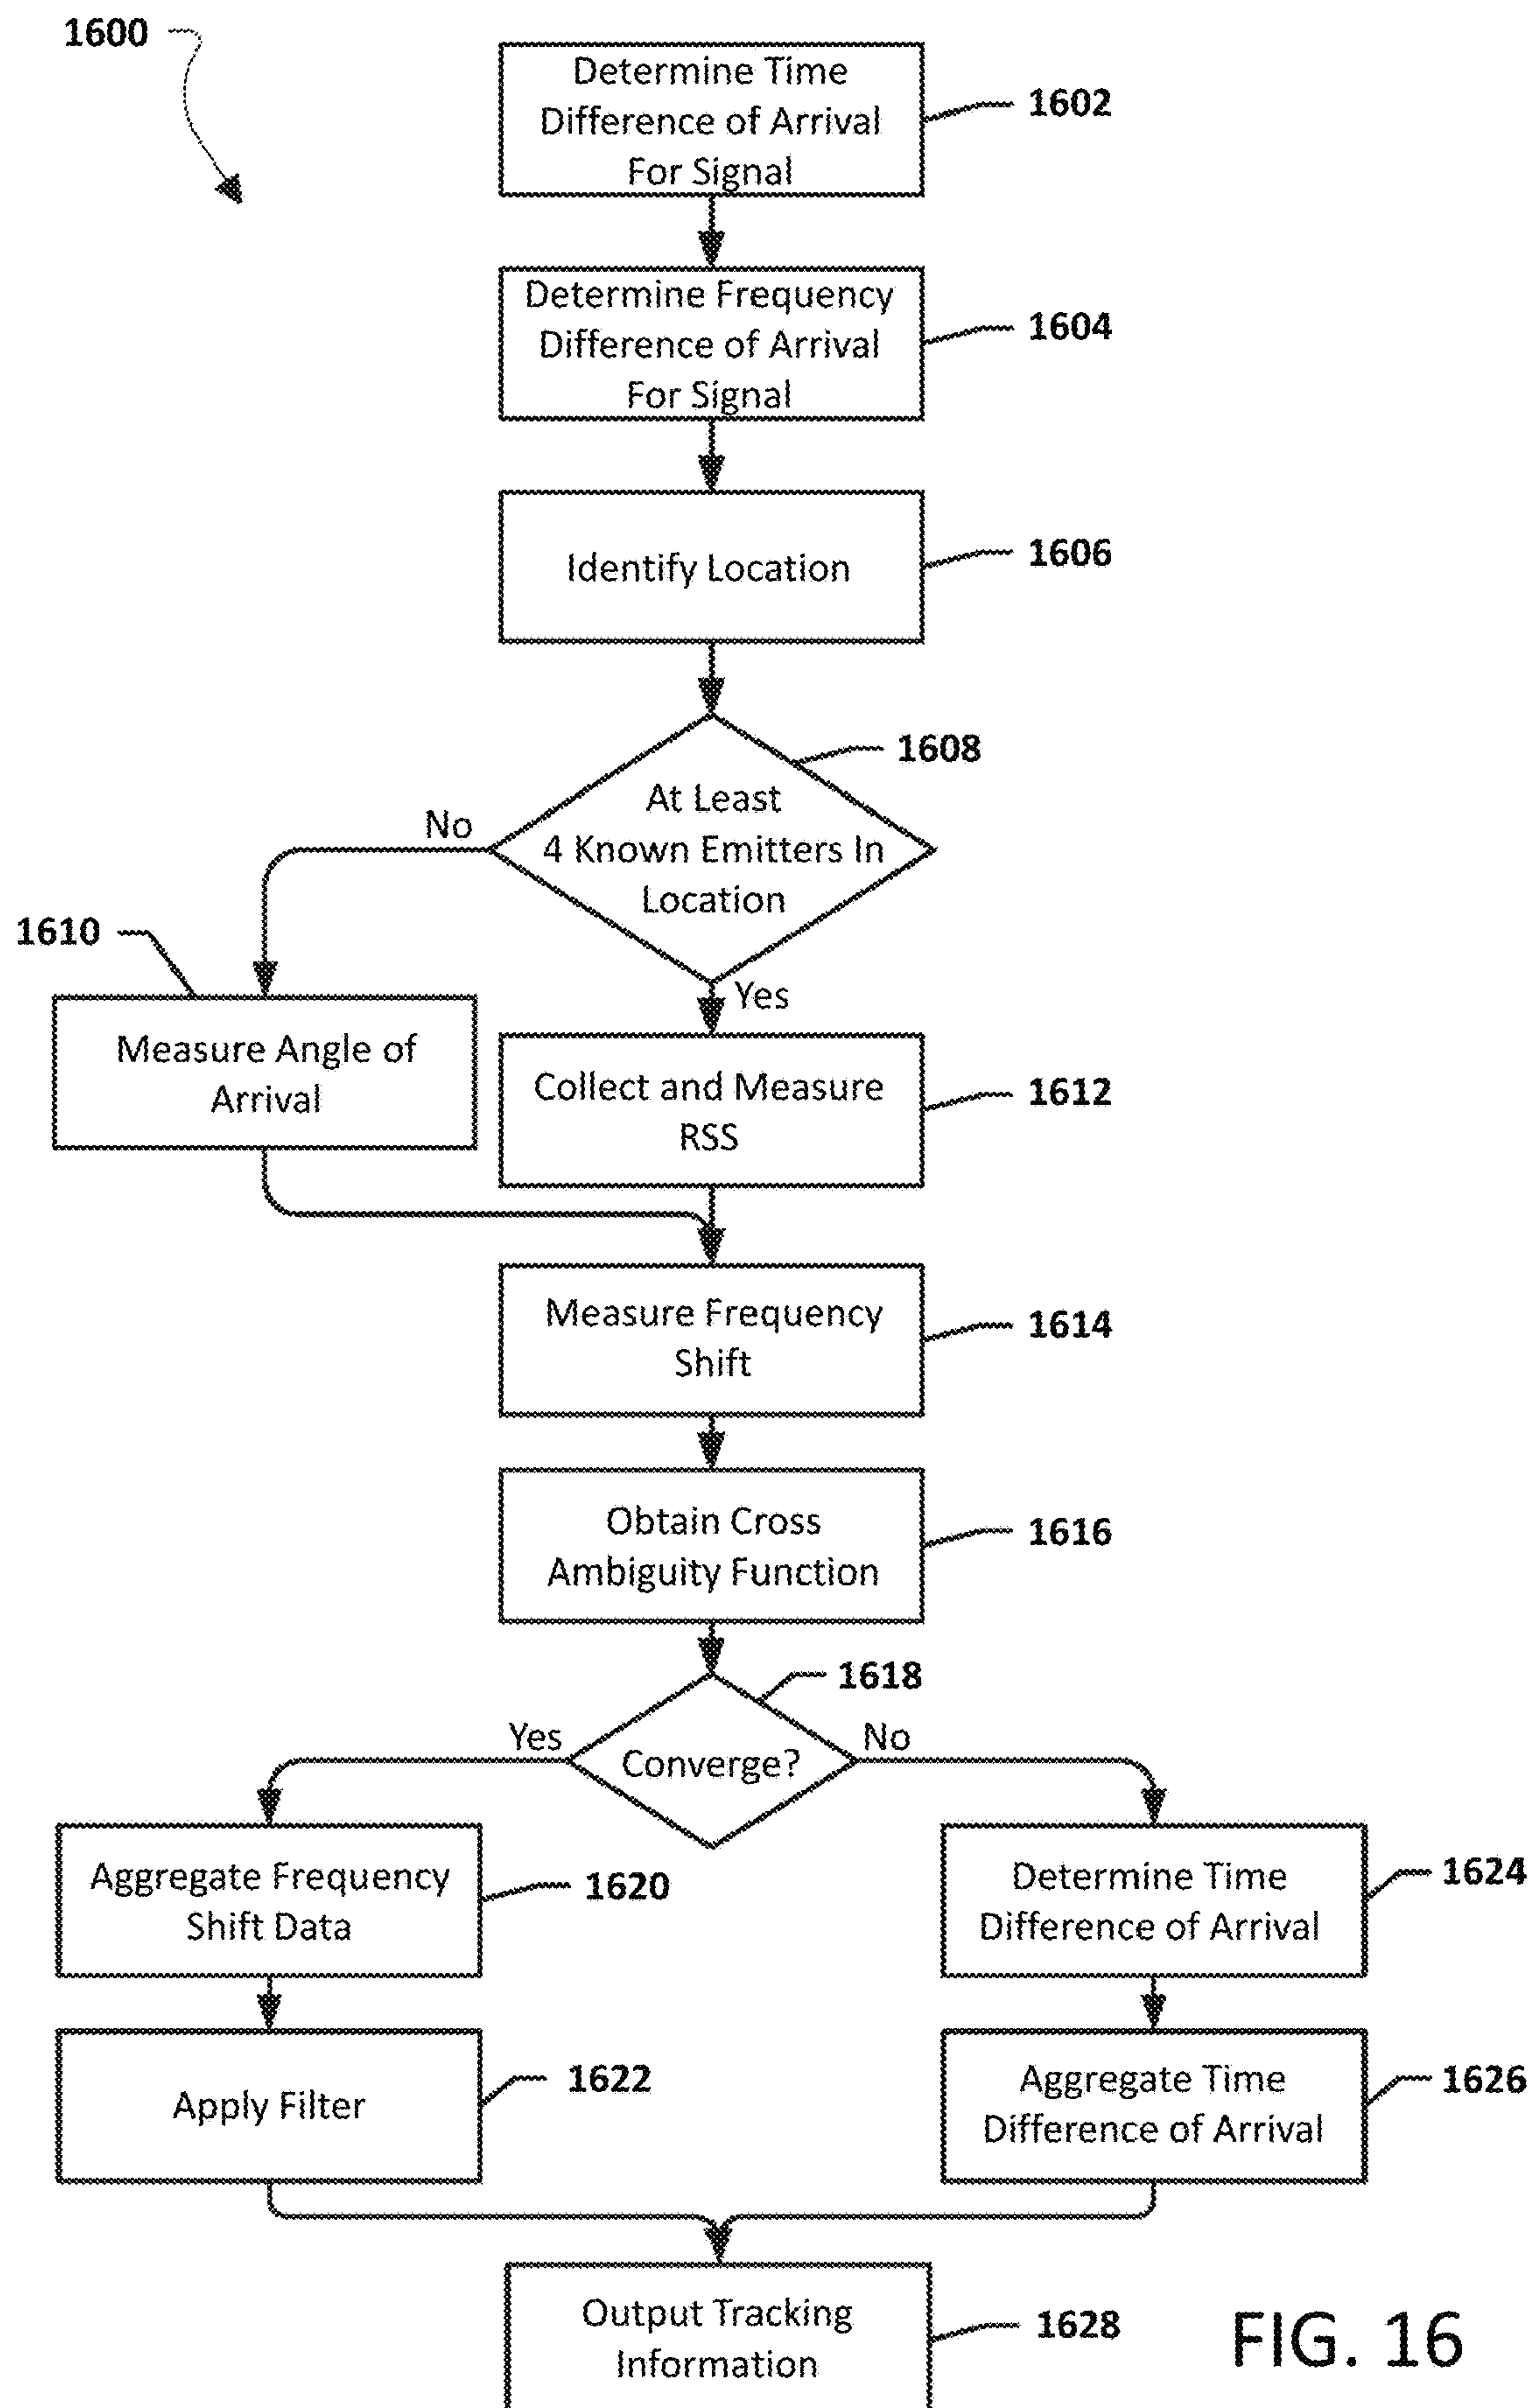 1600
Determine Time
Difference of Arrival
For Signal
1602
Determine Frequency
Difference of Arrival
For Signal
1604
Identify Location
1606
1608
At Least
4 Known Emitters In
Location
No
Yes
1610
Measure Angle of
Arrival
Collect and Measure
RSS
1612
Measure Frequency
Shift
1614
Obtain Cross
Ambiguity Function
1616
1618
Converge?
Yes
No
Aggregate Frequency
Shift Data
1620
Determine Time
Difference of Arrival
1624
Apply Filter
1622
Aggregate Time
Difference of Arrival
1626
Output Tracking
Information
1628
FIG. 16